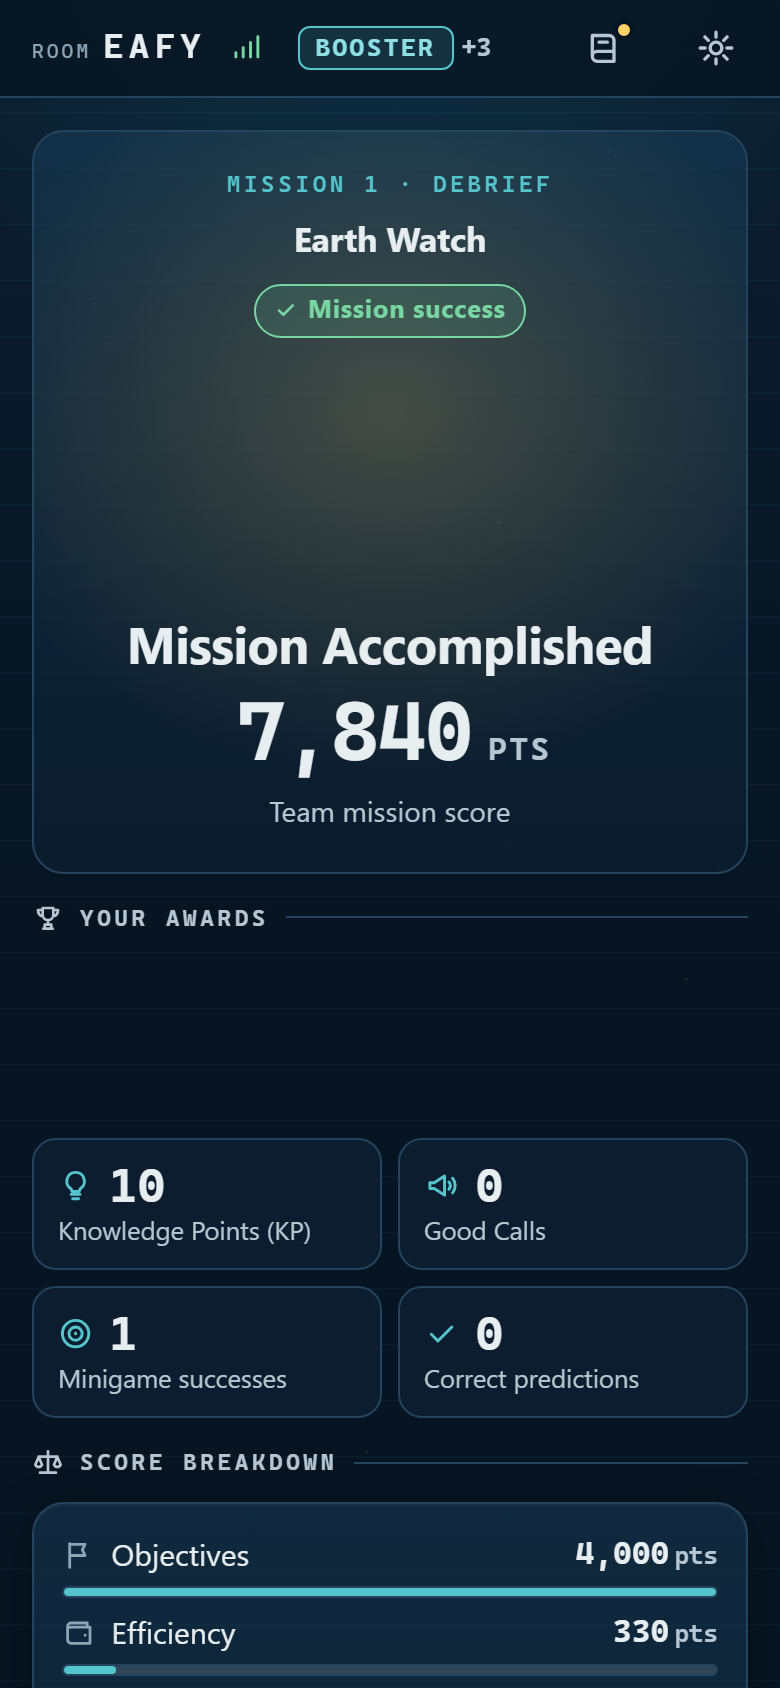 ROOM EAFY BOOSTER +3
MISSION 1 · DEBRIEF
Earth Watch
Mission success
Mission Accomplished
7,840 PTS
Team mission score
YOUR AWARDS
10
Knowledge Points (KP)
0
Good Calls
1
Minigame successes
0
Correct predictions
SCORE BREAKDOWN
Objectives 4,000 pts
Efficiency 330 pts